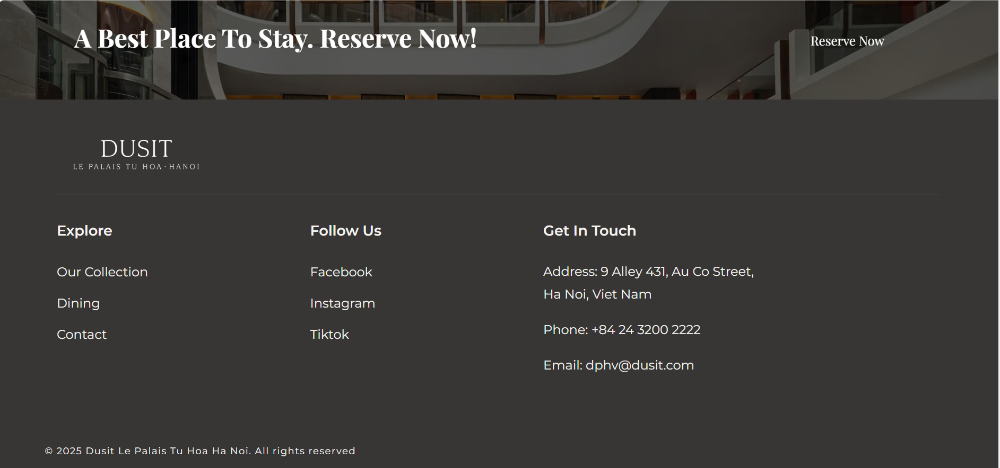 A Best Place To Stay. Reserve Now!
Reserve Now
DUSIT
LE PALAIS TU HOA·HANOI
Explore
Our Collection
Dining
Contact
Follow Us
Facebook
Instagram
Tiktok
Get In Touch
Address: 9 Alley 431, Au Co Street,
Ha Noi, Viet Nam
Phone: +84 24 3200 2222
Email: dphv@dusit.com
© 2025 Dusit Le Palais Tu Hoa Ha Noi. All rights reserved